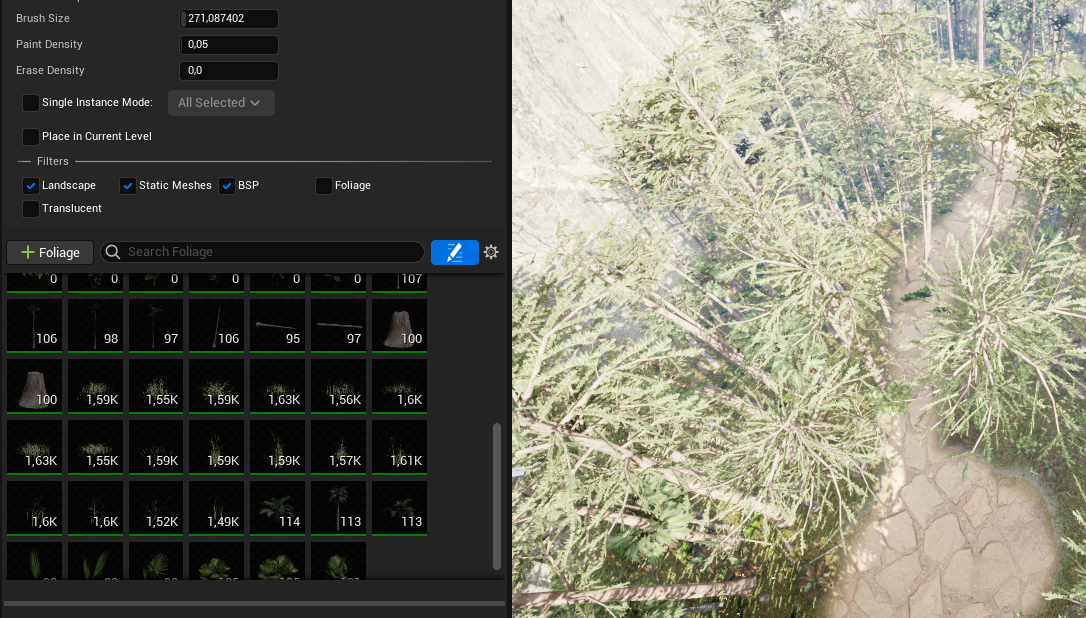 Brush Size 271,087402
Paint Density 0,05
Erase Density 0,0
Single Instance Mode: All Selected
Place in Current Level
Filters
Landscape Static Meshes BSP Foliage
Translucent
Foliage Search Foliage
0 0 0 0 0 0 107
106 98 97 106 95 97 100
100 1,59K 1,55K 1,59K 1,63K 1,56K 1,6K
1,63K 1,55K 1,59K 1,59K 1,59K 1,57K 1,61K
1,6K 1,6K 1,52K 1,49K 114 113 113